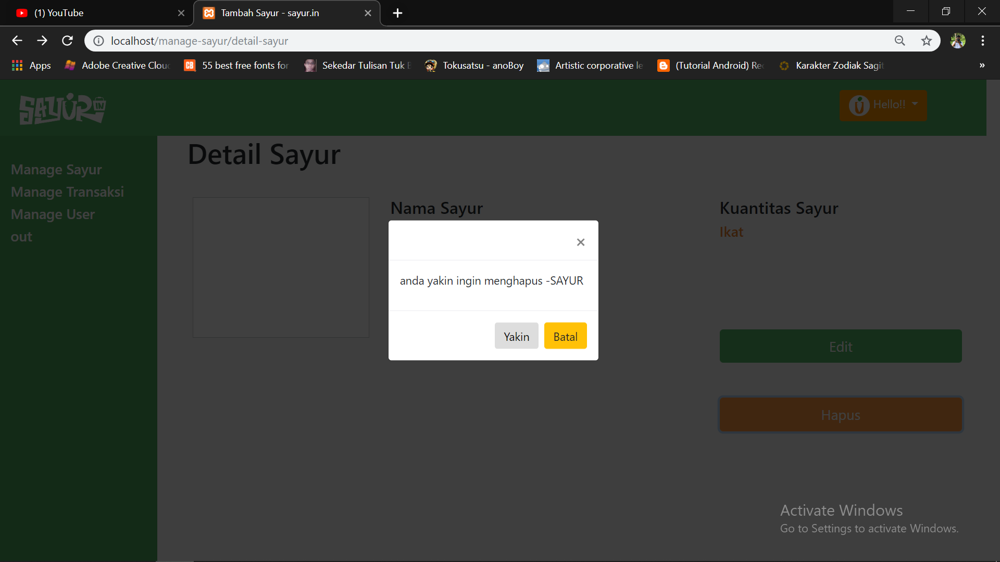 (1) YouTube
Tambah Sayur - sayur.in
localhost/manage-sayur/detail-sayur
Apps
Adobe Creative Clou
55 best free fonts for
Sekedar Tulisan Tuk
Tokusatsu - anoBoy
Artistic corporative le
(Tutorial Android) Re
Karakter Zodiak Sagit
SAYUR IN
Hello!!
Manage Sayur
Manage Transaksi
Manage User
out
Detail Sayur
Nama Sayur
Kuantitas Sayur
Ikat
anda yakin ingin menghapus -SAYUR
Yakin
Batal
Edit
Hapus
Activate Windows
Go to Settings to activate Windows.